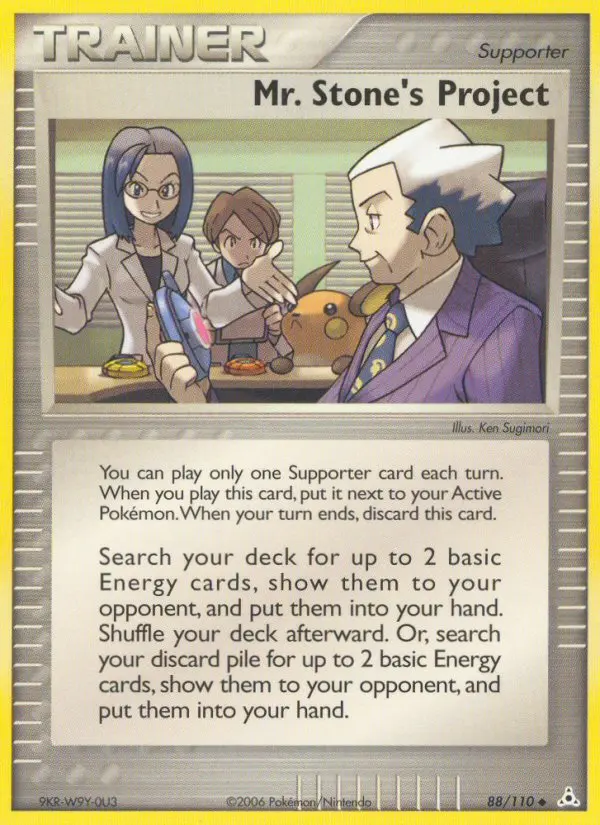 TRAINER
Supporter
Mr. Stone's Project
Illus. Ken Sugimori
You can play only one Supporter card each turn.
When you play this card, put it next to your Active
Pokémon. When your turn ends, discard this card.
Search your deck for up to 2 basic
Energy cards, show them to your
opponent, and put them into your hand.
Shuffle your deck afterward. Or, search
your discard pile for up to 2 basic Energy
cards, show them to your opponent, and
put them into your hand.
9KR-W9Y-0U3
©2006 Pokémon/Nintendo
88/110